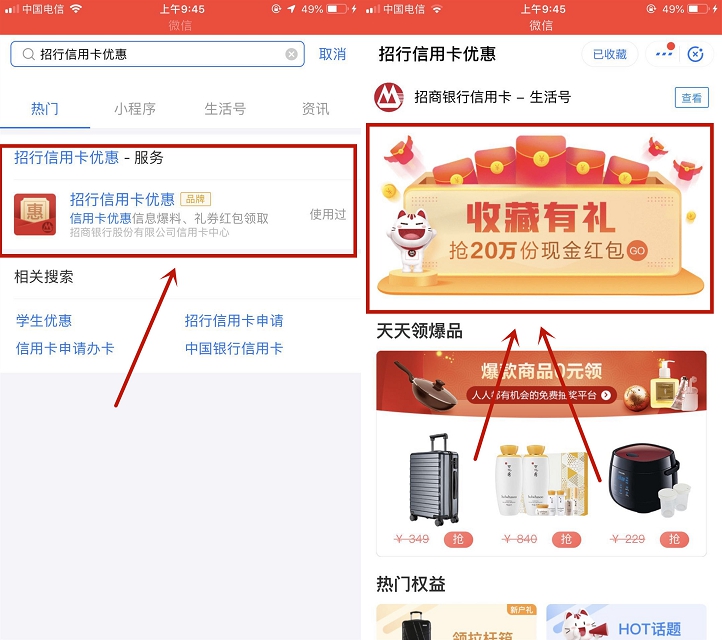 中国电信
上午9:45
49%
微信
招行信用卡优惠
取消
热门
小程序
生活号
资讯
招行信用卡优惠 - 服务
惠
招行信用卡优惠 品牌
信用卡优惠信息爆料、礼券红包领取
招商银行股份有限公司信用卡中心
使用过
相关搜索
学生优惠
招行信用卡申请
信用卡申请办卡
中国银行信用卡
中国电信
上午9:45
49%
微信
招行信用卡优惠
已收藏
招商银行信用卡 – 生活号
查看
收藏有礼
抢20万份现金红包 GO
天天领爆品
爆款商品0元领
人人都有机会的免费抽奖平台
¥ 349 抢
¥ 840 抢
¥ 229 抢
热门权益
新户礼
领拉杆箱
HOT话题